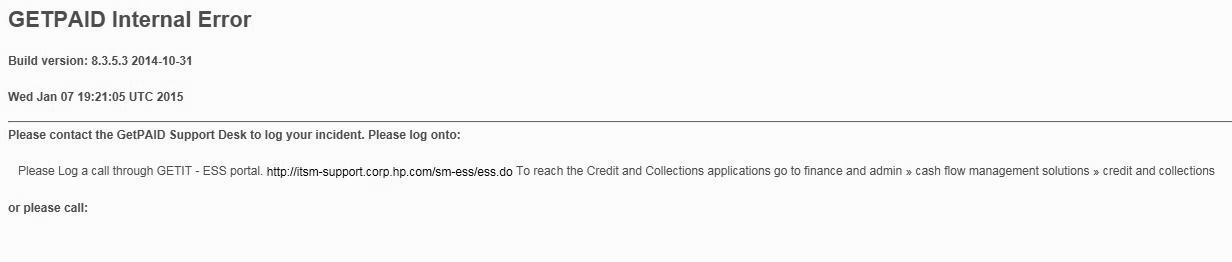 GETPAID Internal Error
Build version: 8.3.5.3 2014-10-31
Wed Jan 07 19:21:05 UTC 2015
Please contact the GetPAID Support Desk to log your incident. Please log onto:
Please Log a call through GETIT - ESS portal. http://itsm-support.corp.hp.com/sm-ess/ess.do To reach the Credit and Collections applications go to finance and admin » cash flow management solutions » credit and collections
or please call: